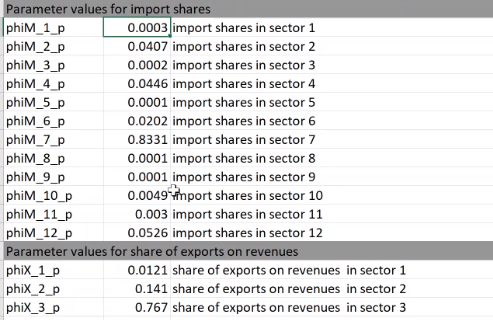 Parameter values for import shares
phiM_1_p 0.0003 import shares in sector 1
phiM_2_p 0.0407 import shares in sector 2
phiM_3_p 0.0002 import shares in sector 3
phiM_4_p 0.0446 import shares in sector 4
phiM_5_p 0.0001 import shares in sector 5
phiM_6_p 0.0202 import shares in sector 6
phiM_7_p 0.8331 import shares in sector 7
phiM_8_p 0.0001 import shares in sector 8
phiM_9_p 0.0001 import shares in sector 9
phiM_10_p 0.0049 import shares in sector 10
phiM_11_p 0.003 import shares in sector 11
phiM_12_p 0.0526 import shares in sector 12
Parameter values for share of exports on revenues
phiX_1_p 0.0121 share of exports on revenues in sector 1
phiX_2_p 0.141 share of exports on revenues in sector 2
phiX_3_p 0.767 share of exports on revenues in sector 3